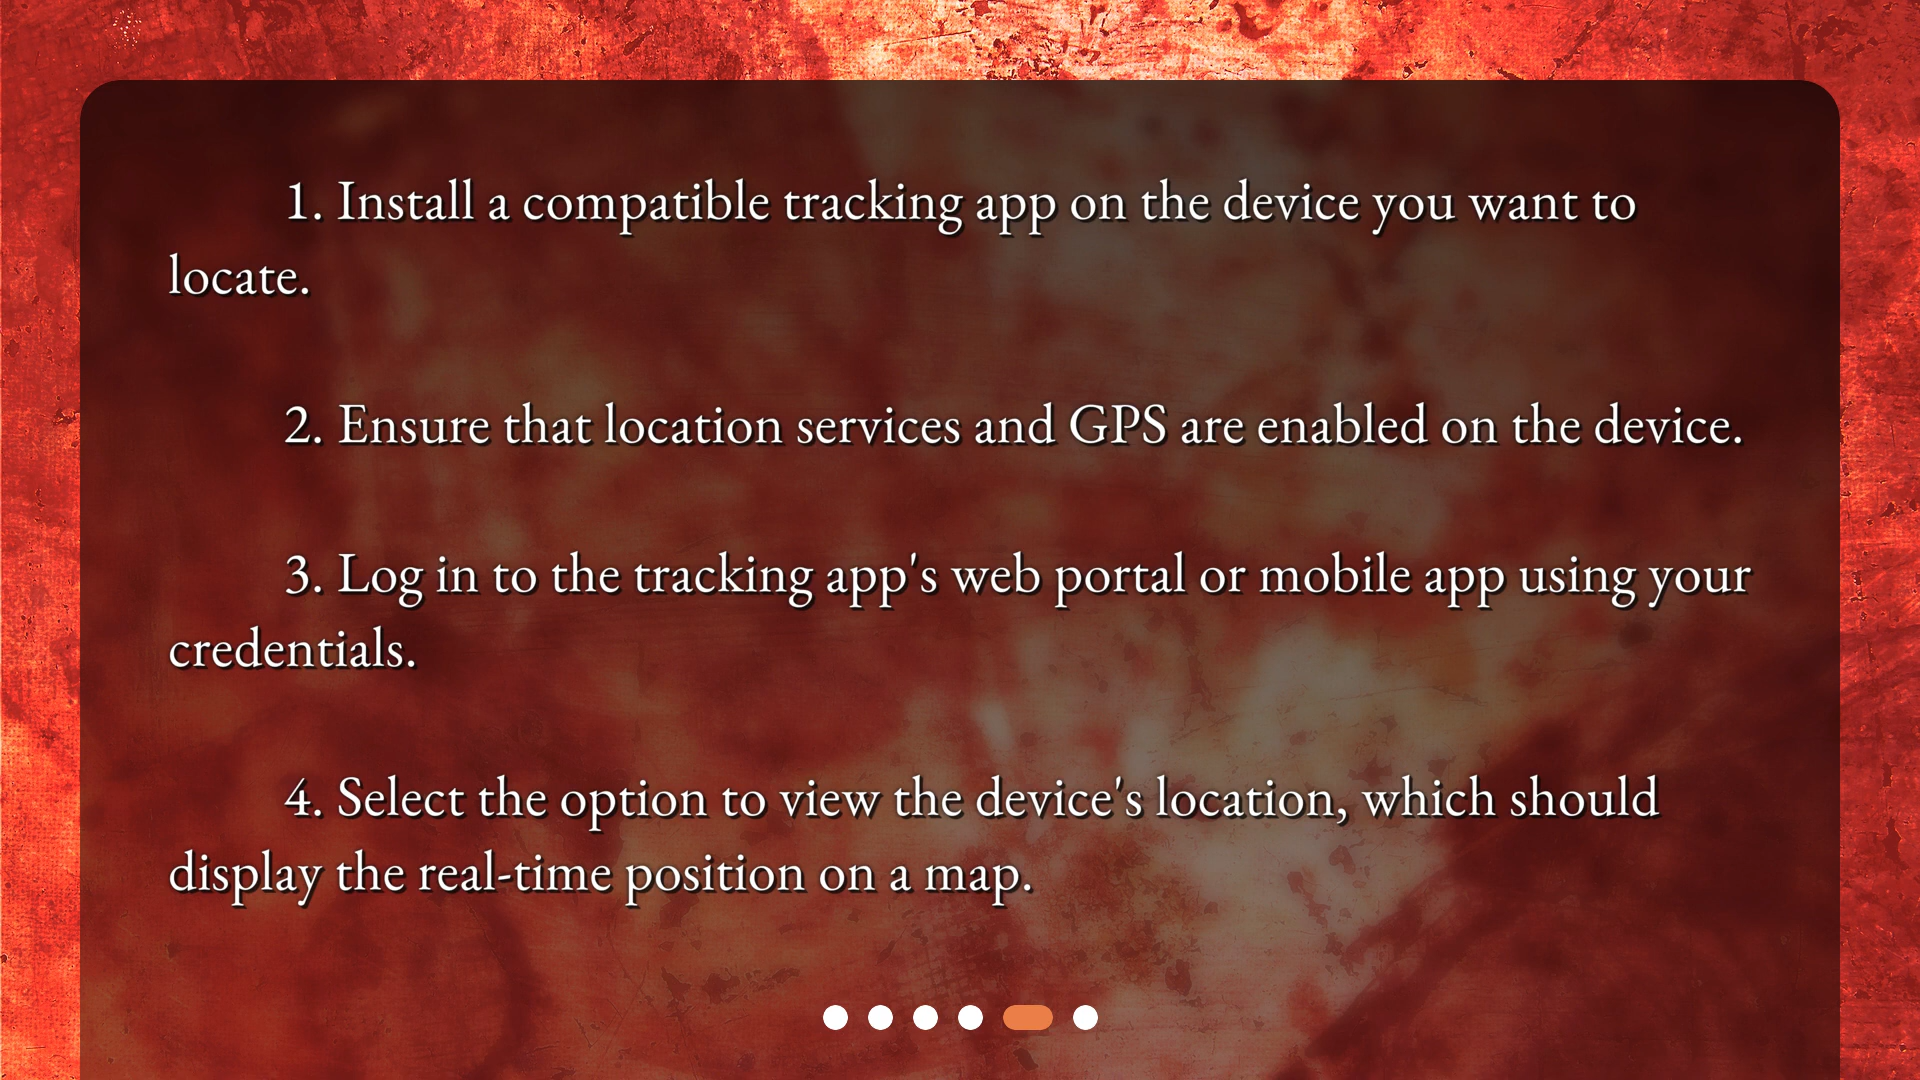 1. Install a compatible tracking app on the device you want to
locate.
2. Ensure that location services and GPS are enabled on the device.
3. Log in to the tracking app's web portal or mobile app using your
credentials.
4. Select the option to view the device's location, which should
display the real-time position on a map.